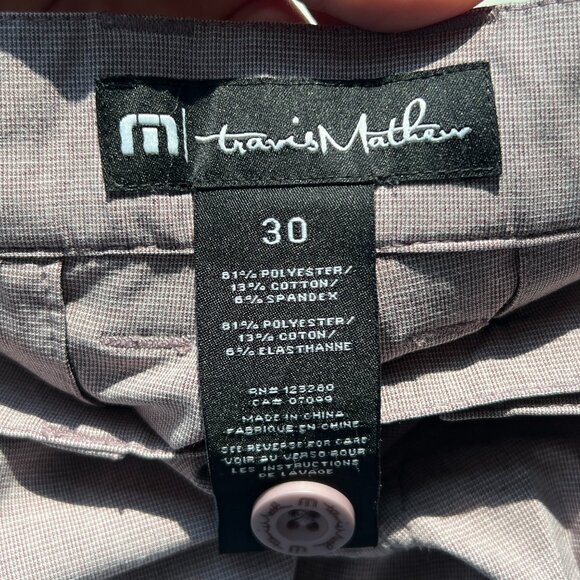 travisMathew
30
81% POLYESTER/
13% COTTON/
6% SPANDEX
81% POLYESTER/
13% COTON/
6% ELASTHANNE
RN# 123280
CA# 07099
MADE IN CHINA
FABRIQUE EN CHINE
SEE REVERSE FOR CARE
VOIR AU VERSO POUR
LES INSTRUCTIONS
DE LAVAGE